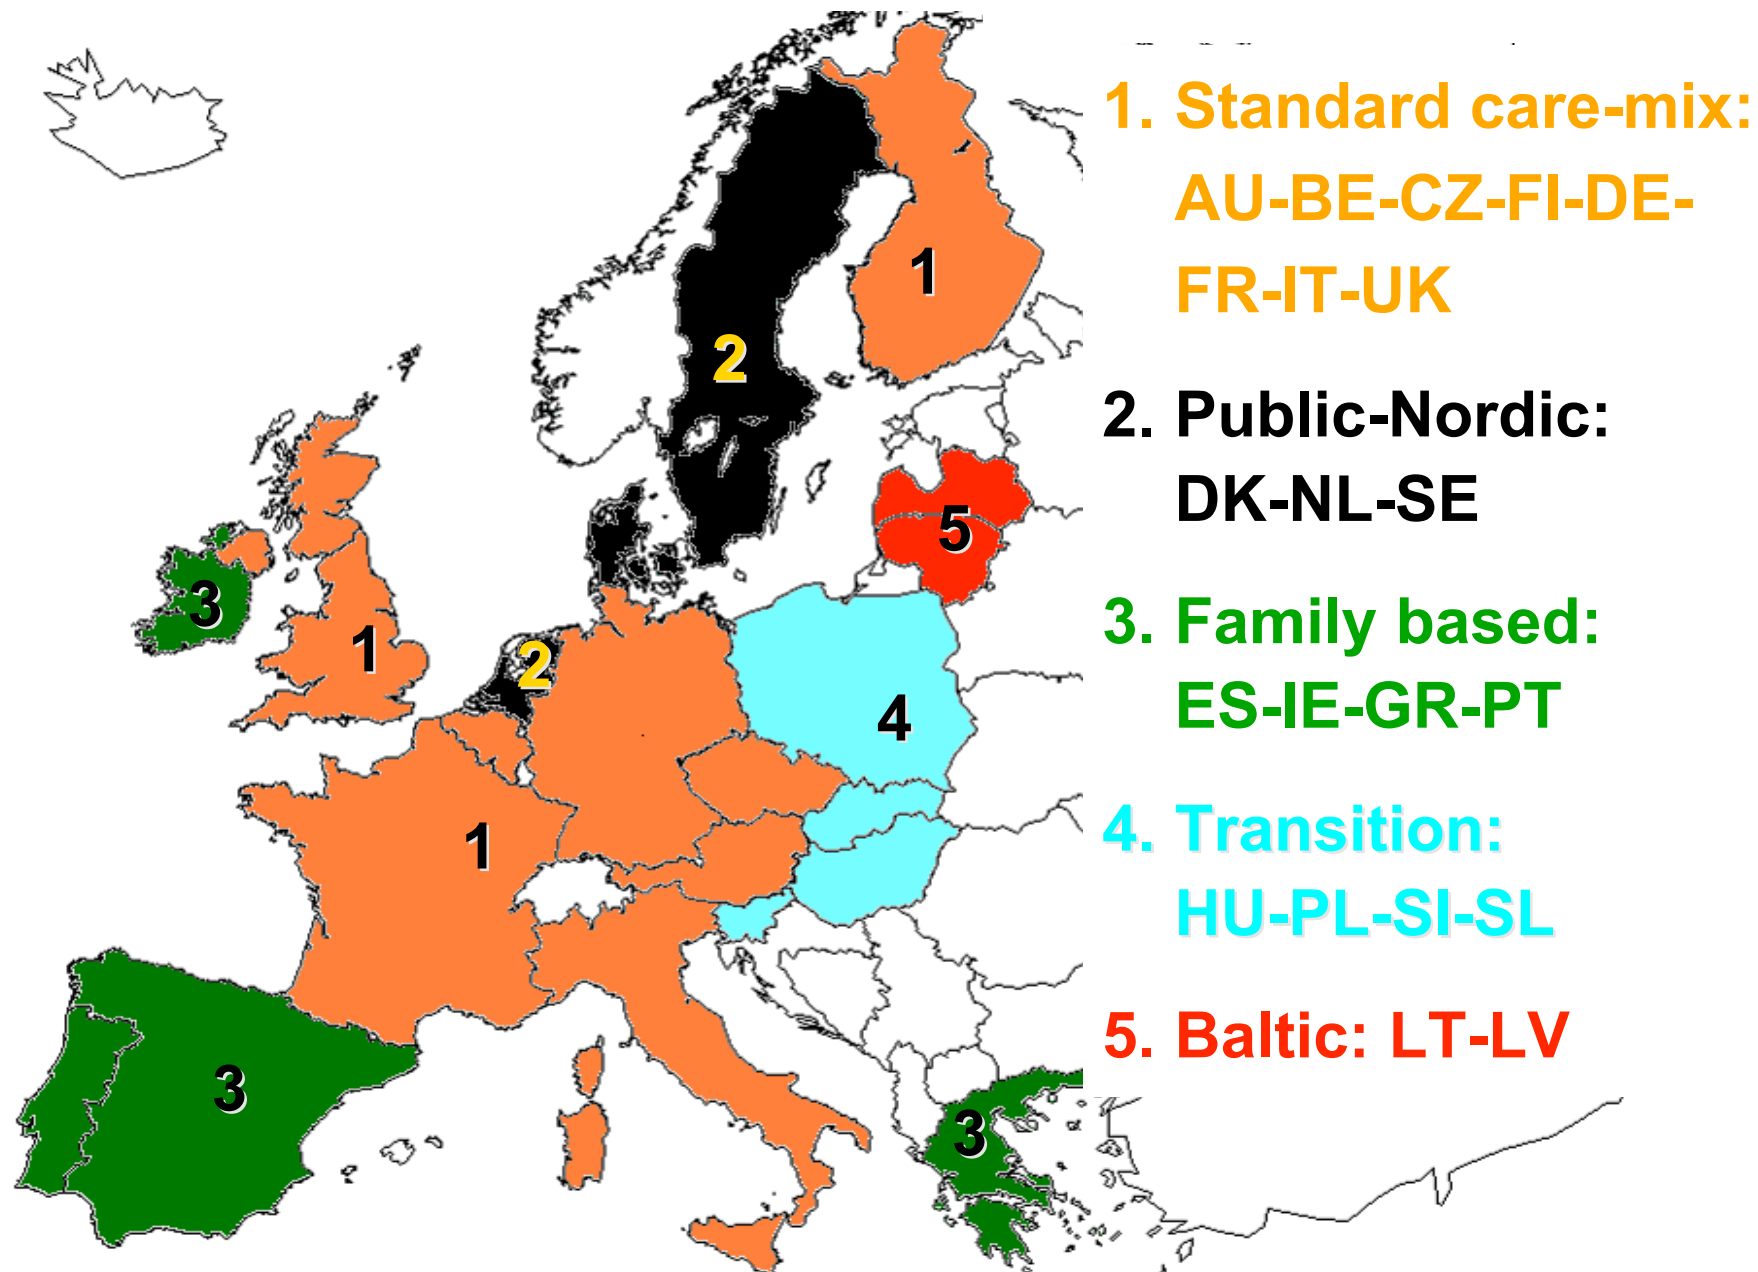 1. Standard care-mix:
AU-BE-CZ-FI-DE-
FR-IT-UK
2. Public-Nordic:
DK-NL-SE
3. Family based:
ES-IE-GR-PT
4. Transition:
HU-PL-SI-SL
5. Baltic: LT-LV
1
2
5
3
1
2
4
1
3
3